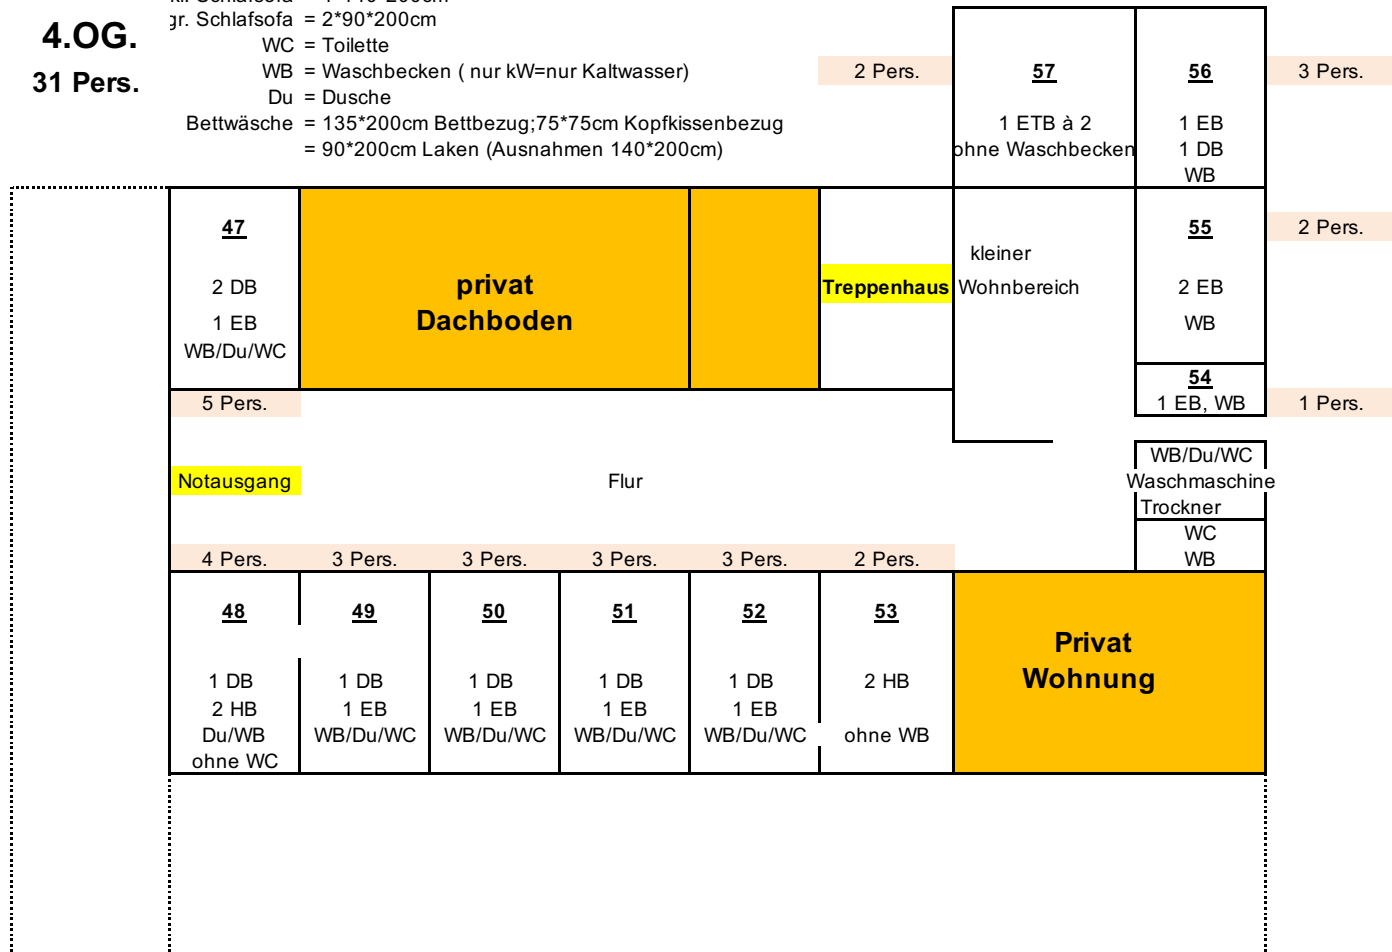 gr. Schlafsofa = 2*90*200cm
4.OG.
WC = Toilette
31 Pers.
WB = Waschbecken ( nur kW=nur Kaltwasser)
2 Pers.
57
56
3 Pers.
Du = Dusche
Bettwäsche = 135*200cm Bettbezug;75*75cm Kopfkissenbezug
= 90*200cm Laken (Ausnahmen 140*200cm)
1 ETB à 2
ohne Waschbecken
1 EB
1 DB
WB
47
2 DB
1 EB
WB/Du/WC
5 Pers.
privat
Dachboden
Treppenhaus
kleiner
Wohnbereich
55
2 Pers.
2 EB
WB
54
1 EB, WB
1 Pers.
Notausgang
Flur
WB/Du/WC
Waschmaschine
Trockner
WC
WB
4 Pers.
3 Pers.
3 Pers.
3 Pers.
3 Pers.
2 Pers.
48
1 DB
2 HB
Du/WB
ohne WC
49
1 DB
1 EB
WB/Du/WC
50
1 DB
1 EB
WB/Du/WC
51
1 DB
1 EB
WB/Du/WC
52
1 DB
1 EB
WB/Du/WC
53
2 HB
ohne WB
Privat
Wohnung